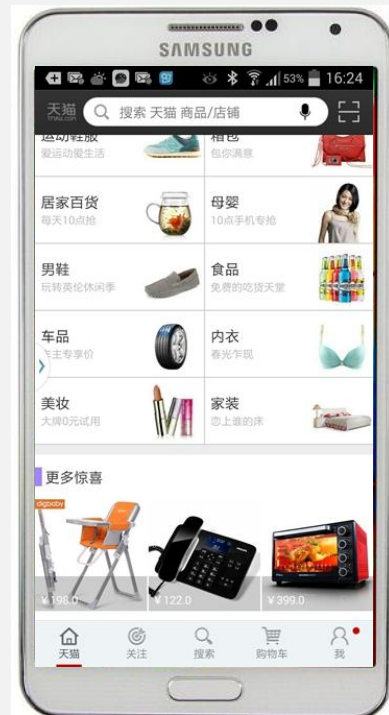 SAMSUNG
53% 16:24
天猫
TMALL.COM
搜索 天猫 商品/店铺
运动鞋服
爱运动爱生活
箱包
包你满意
居家百货
每天10点抢
母婴
10点手机专抢
男鞋
玩转英伦休闲季
食品
免费的吃货天堂
车品
车主专享价
内衣
春光乍现
美妆
大牌0元试用
家装
恋上谁的床
更多惊喜
digbaby
¥198.0
¥122.0
¥399.0
天猫
关注
搜索
购物车
我